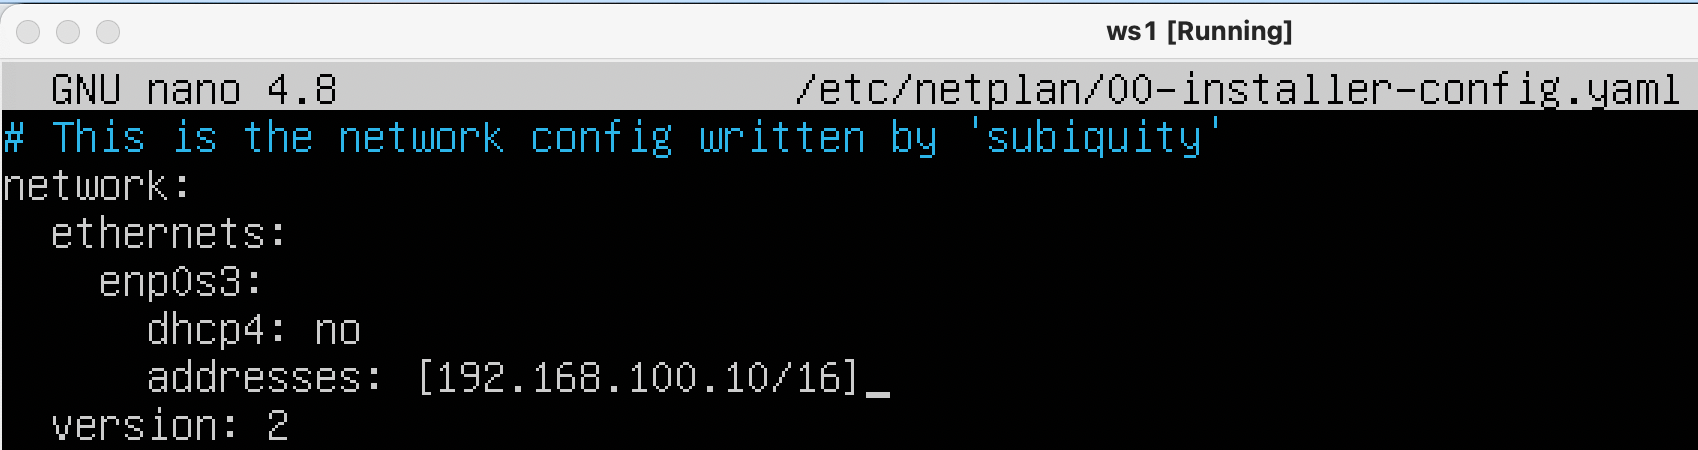 ws1 [Running]
GNU nano 4.8 /etc/netplan/00-installer-config.yaml
# This is the network config written by 'subiquity'
network:
  ethernets:
    enp0s3:
      dhcp4: no
      addresses: [192.168.100.10/16]
  version: 2